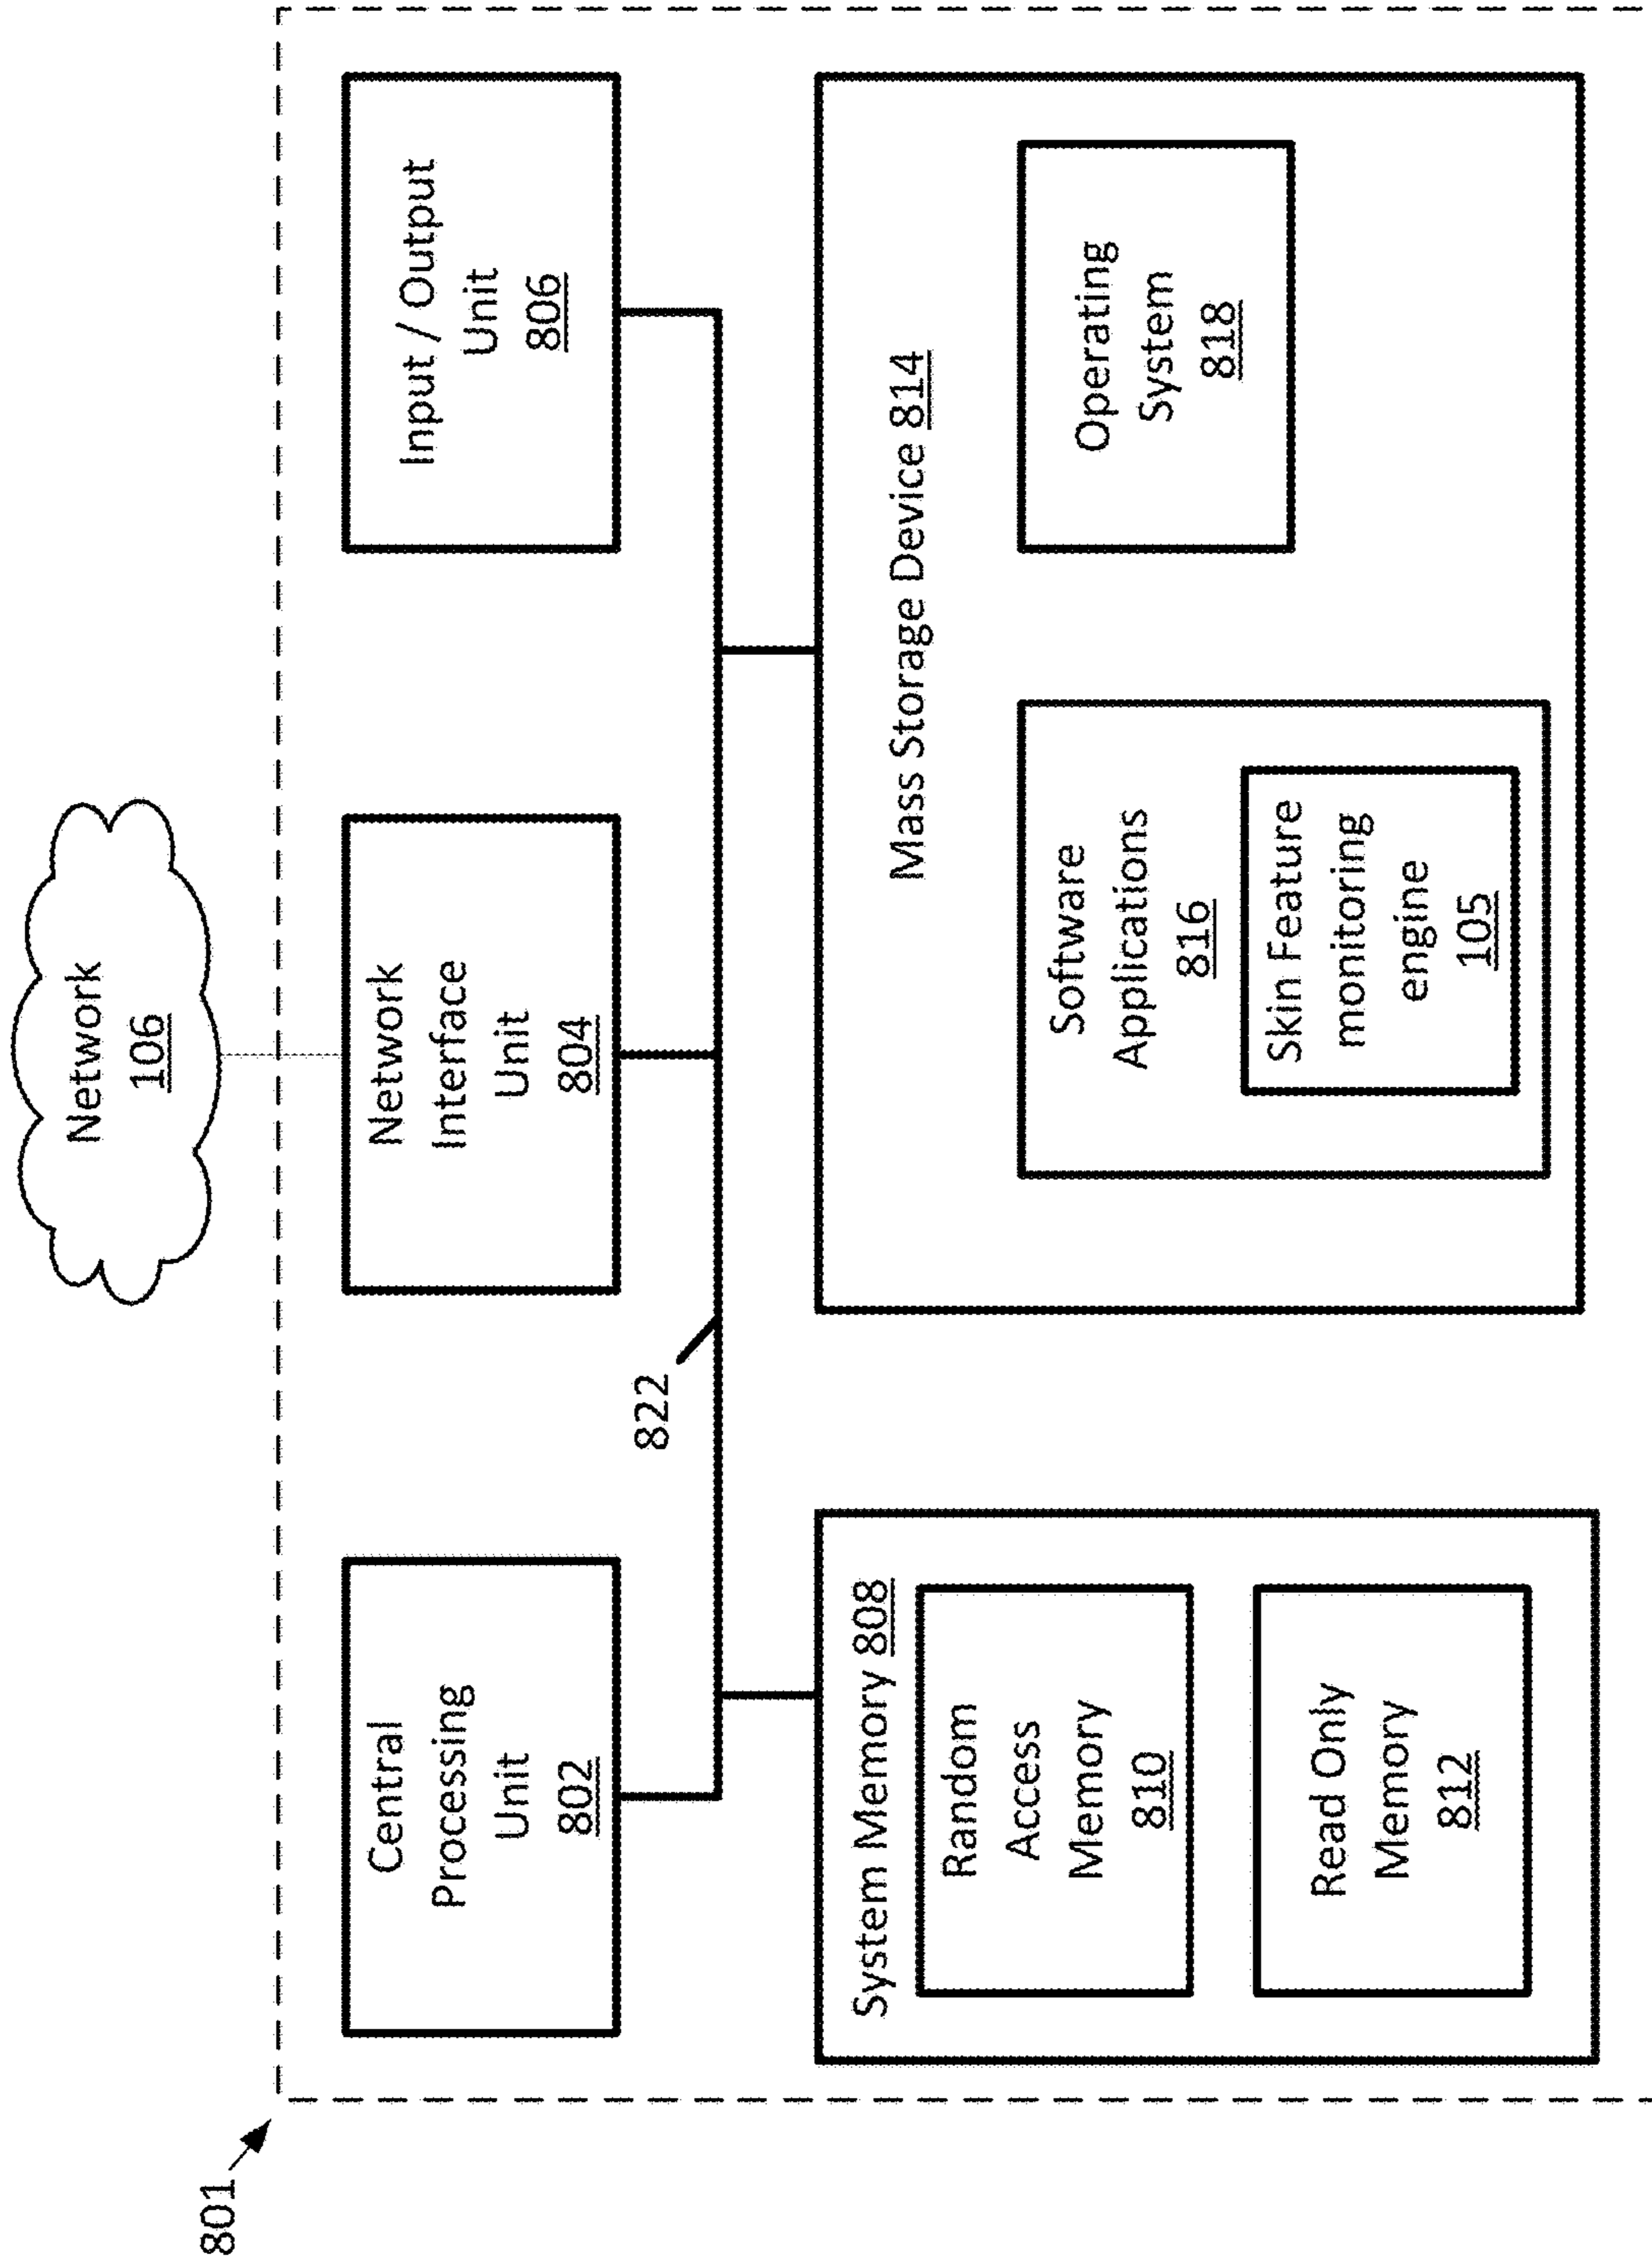 801
Network
106
Central
Processing
Unit
802
Network
Interface
Unit
804
Input / Output
Unit
806
822
System Memory 808
Random
Access
Memory
810
Read Only
Memory
812
Mass Storage Device 814
Software
Applications
816
Skin Feature
monitoring
engine
105
Operating
System
818